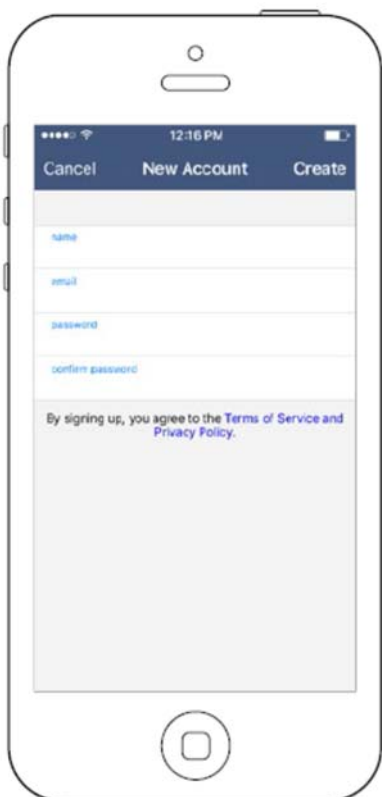 12:16 PM
Cancel New Account Create
name
email
password
confirm password
By signing up, you agree to the Terms of Service and
Privacy Policy.